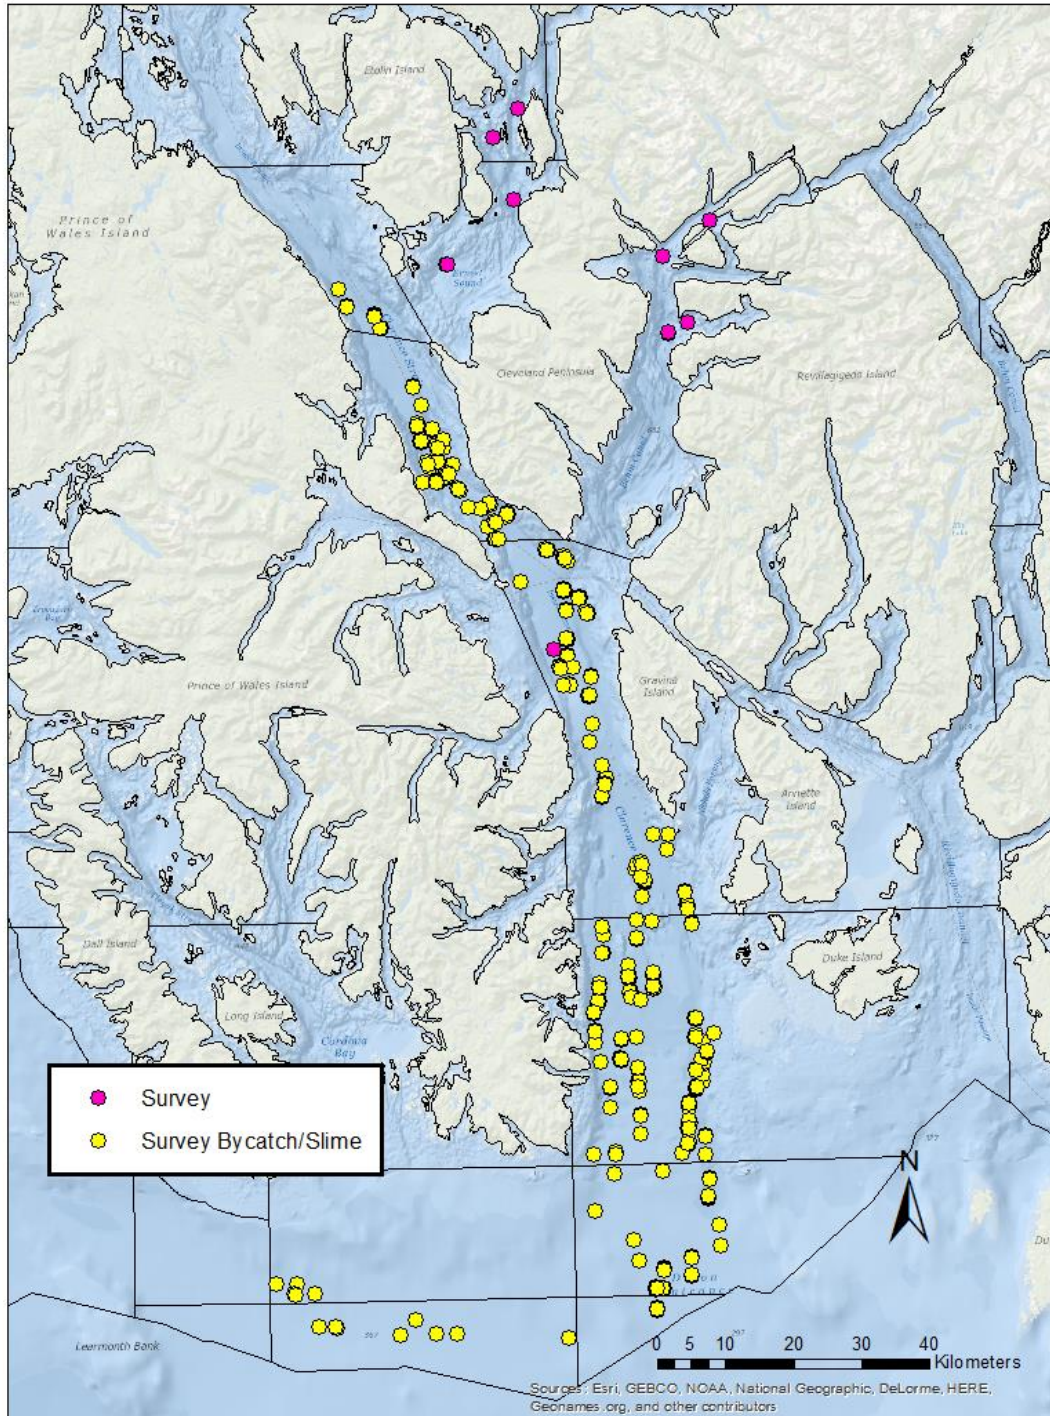 Etolin Island
Prince of
Wales Island
Sound
Cleveland Peninsula
Revillagigedo Island
Prince of Wales Island
Gravina
Island
Annette
Island
Dall Island
Duke Island
Long Island
Cordova
Bay
Survey
Survey Bycatch/Slime
N
Dixon
Entrance
Learmonth Bank
0 5 10 20 30 40
Kilometers
Sources: Esri, GEBCO, NOAA, National Geographic, DeLorme, HERE,
Geonames.org, and other contributors